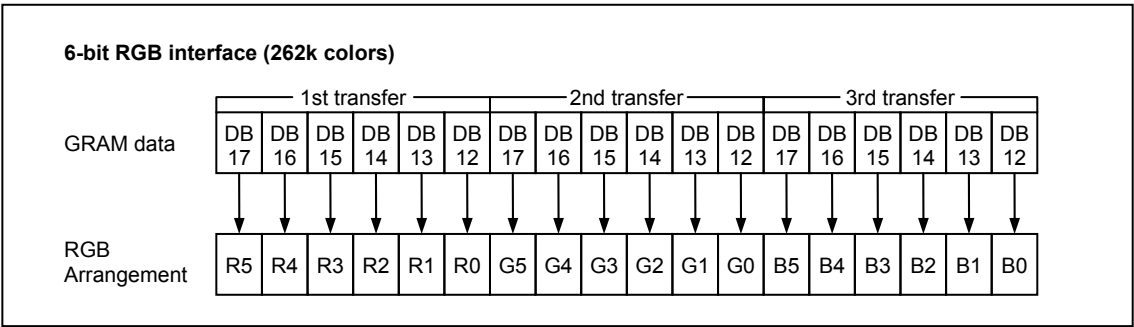 6-bit RGB interface (262k colors)
1st transfer 2nd transfer 3rd transfer
GRAM data
DB 17 DB 16 DB 15 DB 14 DB 13 DB 12 DB 17 DB 16 DB 15 DB 14 DB 13 DB 12 DB 17 DB 16 DB 15 DB 14 DB 13 DB 12
RGB
Arrangement
R5 R4 R3 R2 R1 R0 G5 G4 G3 G2 G1 G0 B5 B4 B3 B2 B1 B0